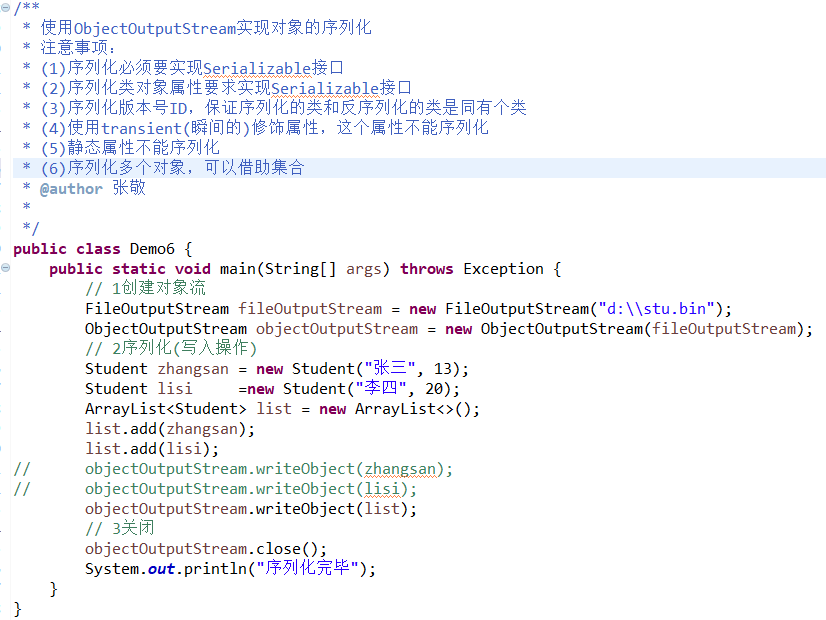 /**
 * 使用ObjectOutputStream实现对象的序列化
 * 注意事项：
 * (1)序列化必须要实现Serializable接口
 * (2)序列化类对象属性要求实现Serializable接口
 * (3)序列化版本号ID，保证序列化的类和反序列化的类是同有个类
 * (4)使用transient(瞬间的)修饰属性，这个属性不能序列化
 * (5)静态属性不能序列化
 * (6)序列化多个对象，可以借助集合
 * @author 张敬
 *
 */
public class Demo6 {
    public static void main(String[] args) throws Exception {
        // 1创建对象流
        FileOutputStream fileOutputStream = new FileOutputStream("d:\\stu.bin");
        ObjectOutputStream objectOutputStream = new ObjectOutputStream(fileOutputStream);
        // 2序列化(写入操作)
        Student zhangsan = new Student("张三", 13);
        Student lisi     =new Student("李四", 20);
        ArrayList<Student> list = new ArrayList<>();
        list.add(zhangsan);
        list.add(lisi);
//      objectOutputStream.writeObject(zhangsan);
//      objectOutputStream.writeObject(lisi);
        objectOutputStream.writeObject(list);
        // 3关闭
        objectOutputStream.close();
        System.out.println("序列化完毕");
    }
}